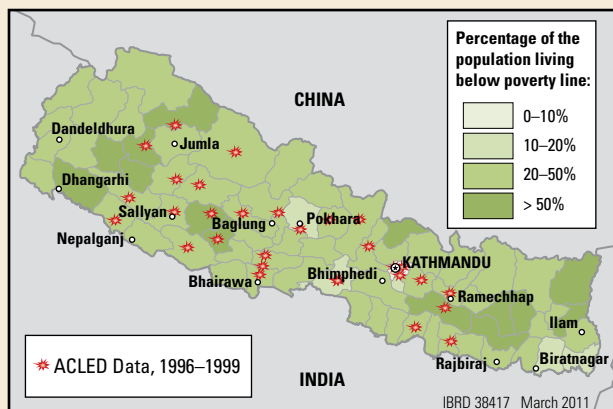 Percentage of the
population living
below poverty line:
0–10%
10–20%
20–50%
> 50%
CHINA
Dandeldhura
Jumla
Dhangarhi
Sallyan
Baglung
Pokhara
Nepalganj
KATHMANDU
Bhairawa
Bhimphedi
Ramechhap
Ilam
Rajbiraj
Biratnagar
ACLED Data, 1996–1999
INDIA
IBRD 38417 March 2011